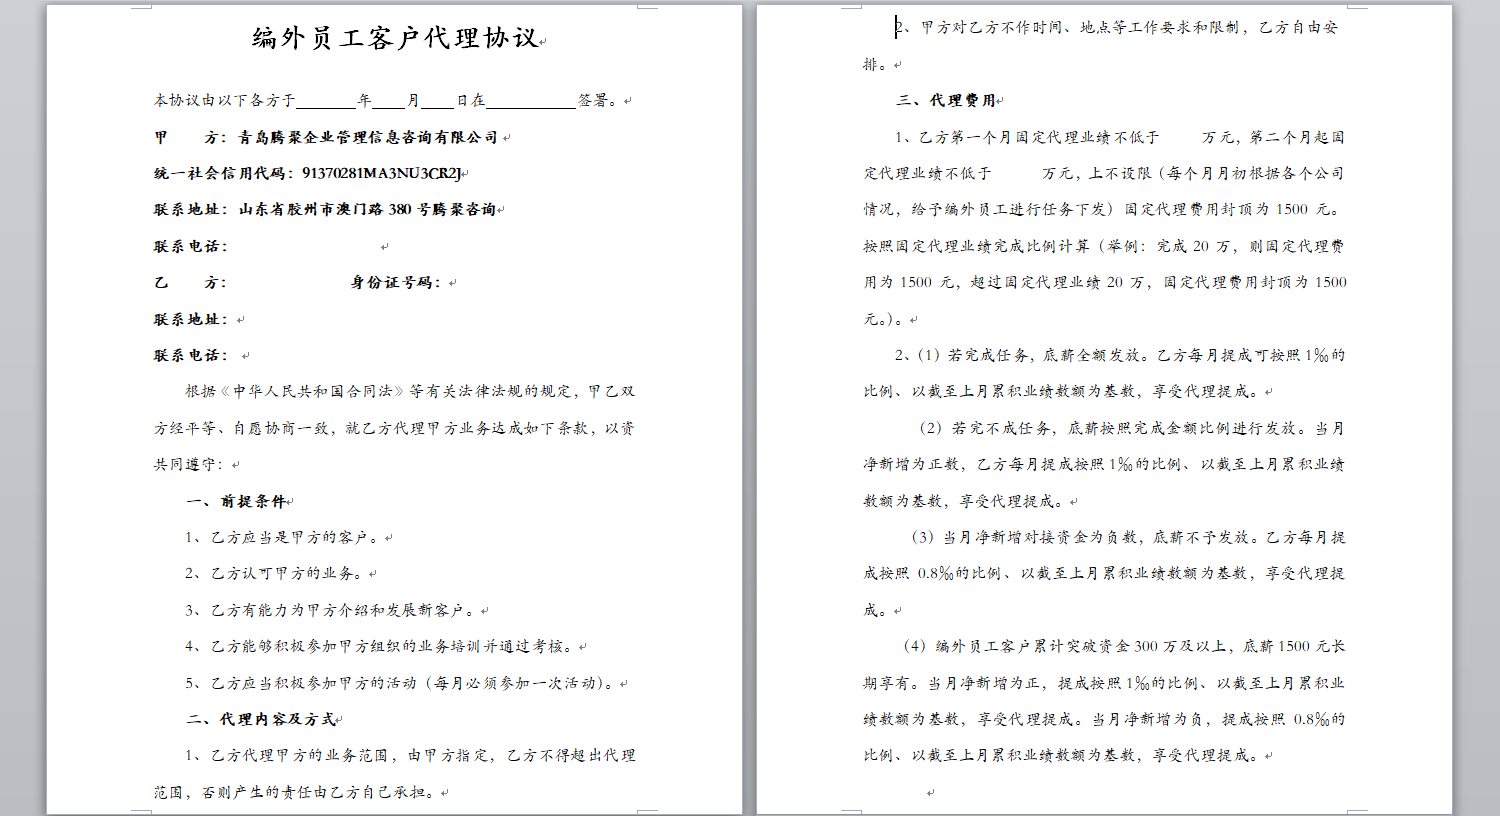 编外员工客户代理协议
本协议由以下各方于________年____月____日在____________签署。
甲　　方：青岛腾聚企业管理信息咨询有限公司
统一社会信用代码：91370281MA3NU3CR2J
联系地址：山东省胶州市澳门路 380 号腾聚咨询
联系电话：
乙　　方：　　　　　　　身份证号码：
联系地址：
联系电话：
根据《中华人民共和国合同法》等有关法律法规的规定，甲乙双
方经平等、自愿协商一致，就乙方代理甲方业务达成如下条款，以资
共同遵守：
一、前提条件
1、乙方应当是甲方的客户。
2、乙方认可甲方的业务。
3、乙方有能力为甲方介绍和发展新客户。
4、乙方能够积极参加甲方组织的业务培训并通过考核。
5、乙方应当积极参加甲方的活动（每月必须参加一次活动）。
二、代理内容及方式
1、乙方代理甲方的业务范围，由甲方指定，乙方不得超出代理
范围，否则产生的责任由乙方自己承担。
2、甲方对乙方不作时间、地点等工作要求和限制，乙方自由安
排。
三、代理费用
1、乙方第一个月固定代理业绩不低于　　万元，第二个月起固
定代理业绩不低于　　　万元，上不设限（每个月月初根据各个公司
情况，给予编外员工进行任务下发）固定代理费用封顶为 1500 元。
按照固定代理业绩完成比例计算（举例：完成 20 万，则固定代理费
用为 1500 元，超过固定代理业绩 20 万，固定代理费用封顶为 1500
元。）。
2、（1）若完成任务，底薪全额发放。乙方每月提成可按照 1‰的
比例、以截至上月累积业绩数额为基数，享受代理提成。
（2）若完不成任务，底薪按照完成金额比例进行发放。当月
净新增为正数，乙方每月提成按照 1‰的比例、以截至上月累积业绩
数额为基数，享受代理提成。
（3）当月净新增对接资金为负数，底薪不予发放。乙方每月提
成按照 0.8‰的比例、以截至上月累积业绩数额为基数，享受代理提
成。
（4）编外员工客户累计突破资金 300 万及以上，底薪 1500 元长
期享有。当月净新增为正，提成按照 1‰的比例、以截至上月累积业
绩数额为基数，享受代理提成。当月净新增为负，提成按照 0.8‰的
比例、以截至上月累积业绩数额为基数，享受代理提成。